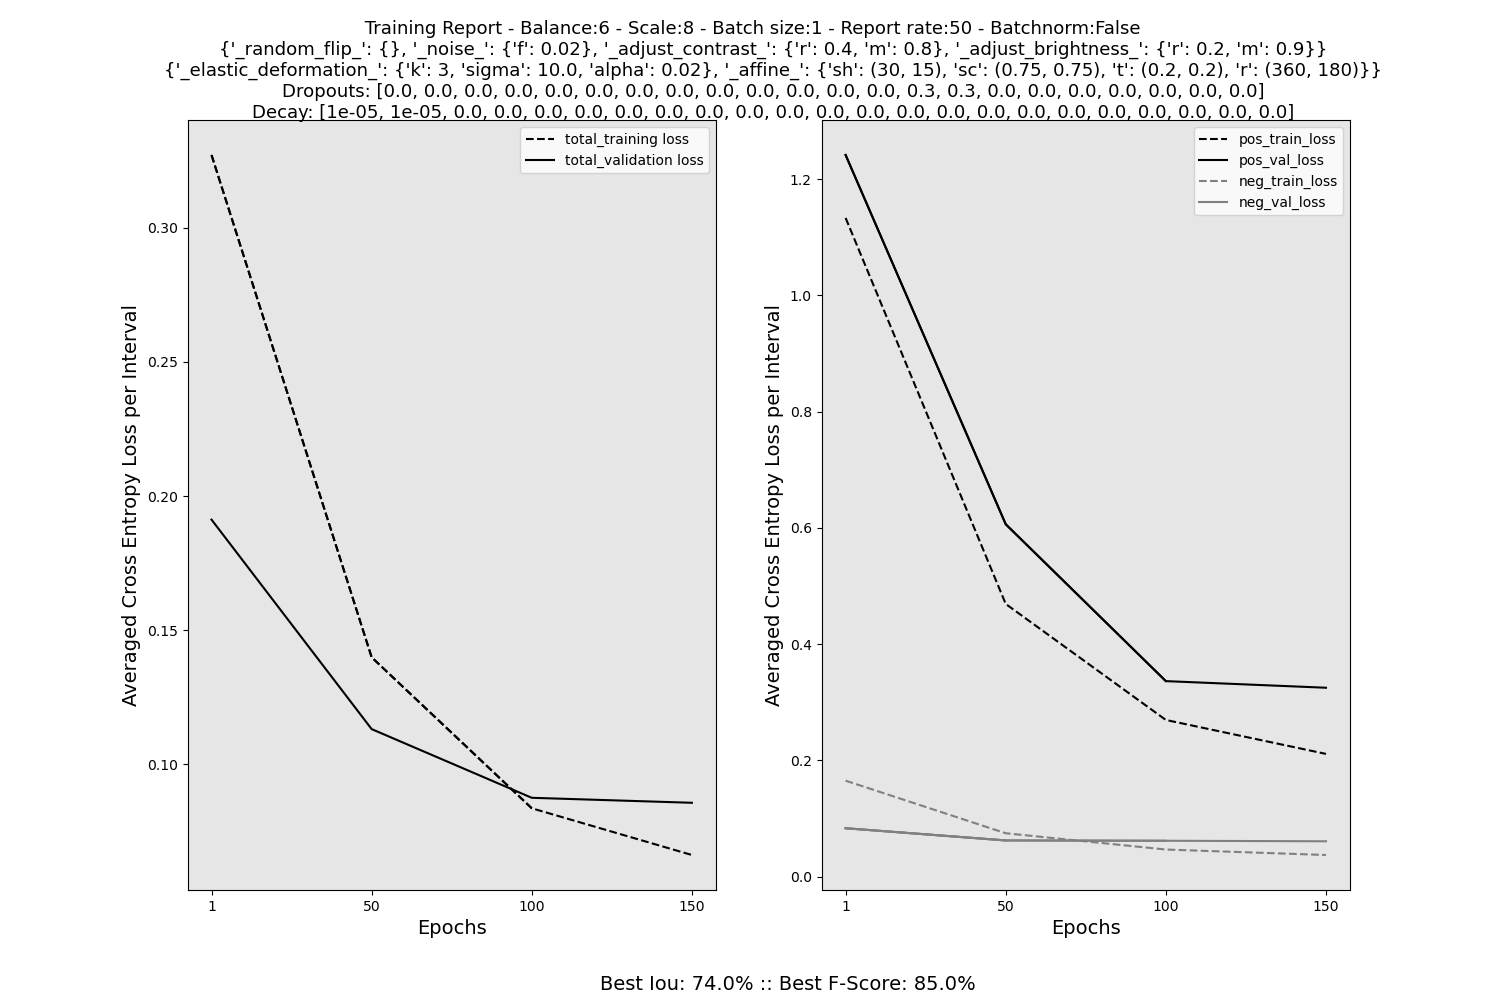 Training Report - Balance:6 - Scale:8 - Batch size:1 - Report rate:50 - Batchnorm:False
{'_random_flip_': {}, '_noise_': {'f': 0.02}, '_adjust_contrast_': {'r': 0.4, 'm': 0.8}, '_adjust_brightness_': {'r': 0.2, 'm': 0.9}}
{'_elastic_deformation_': {'k': 3, 'sigma': 10.0, 'alpha': 0.02}, '_affine_': {'sh': (30, 15), 'sc': (0.75, 0.75), 't': (0.2, 0.2), 'r': (360, 180)}}
Dropouts: [0.0, 0.0, 0.0, 0.0, 0.0, 0.0, 0.0, 0.0, 0.0, 0.0, 0.0, 0.0, 0.0, 0.3, 0.3, 0.0, 0.0, 0.0, 0.0, 0.0, 0.0, 0.0]
Decay: [1e-05, 1e-05, 0.0, 0.0, 0.0, 0.0, 0.0, 0.0, 0.0, 0.0, 0.0, 0.0, 0.0, 0.0, 0.0, 0.0, 0.0, 0.0, 0.0, 0.0, 0.0, 0.0, 0.0]
total_training loss
total_validation loss
0.30
0.25
0.20
0.15
0.10
Averaged Cross Entropy Loss per Interval
1 50 100 150
Epochs
pos_train_loss
pos_val_loss
neg_train_loss
neg_val_loss
1.2
1.0
0.8
0.6
0.4
0.2
0.0
Averaged Cross Entropy Loss per Interval
1 50 100 150
Epochs
Best Iou: 74.0% :: Best F-Score: 85.0%